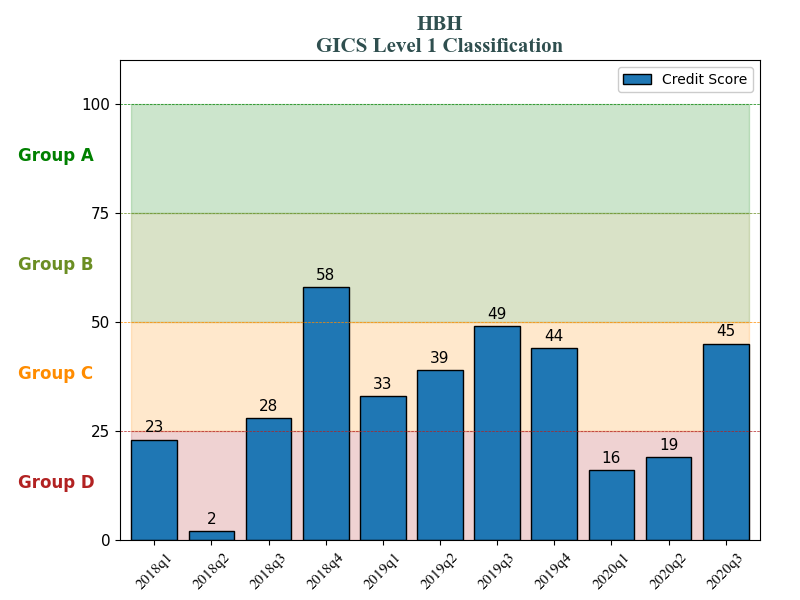 HBH
GICS Level 1 Classification
Credit Score
100
Group A
75
Group B
58
50
49
45
44
39
Group C
33
28
25
23
19
16
Group D
2
0
2018q1 2018q2 2018q3 2018q4 2019q1 2019q2 2019q3 2019q4 2020q1 2020q2 2020q3